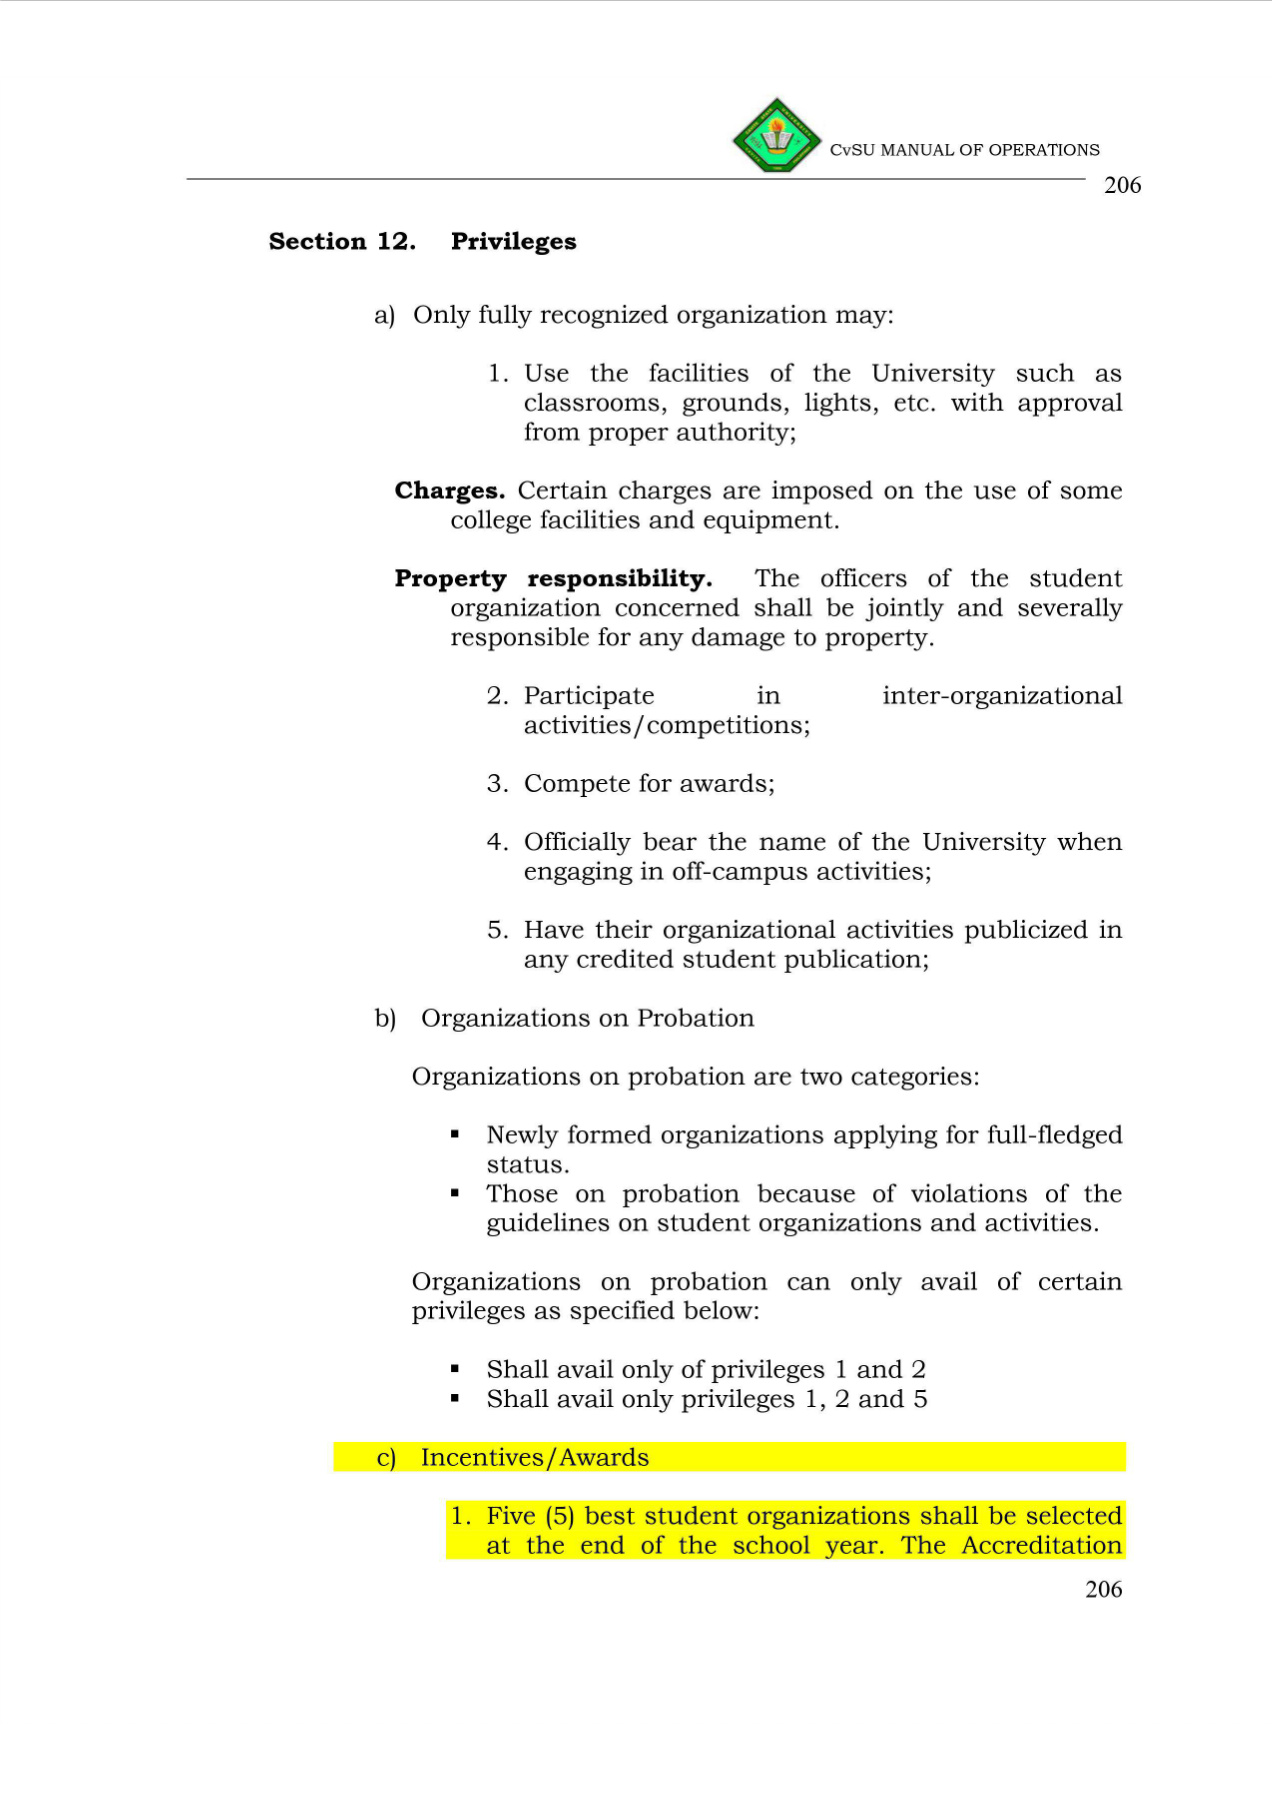 CvSU MANUAL OF OPERATIONS
206
Section 12. Privileges
a) Only fully recognized organization may:
1. Use the facilities of the University such as
classrooms, grounds, lights, etc. with approval
from proper authority;
Charges. Certain charges are imposed on the use of some
college facilities and equipment.
Property responsibility. The officers of the student
organization concerned shall be jointly and severally
responsible for any damage to property.
2. Participate in inter-organizational
activities/competitions;
3. Compete for awards;
4. Officially bear the name of the University when
engaging in off-campus activities;
5. Have their organizational activities publicized in
any credited student publication;
b) Organizations on Probation
Organizations on probation are two categories:
▪ Newly formed organizations applying for full-fledged
status.
▪ Those on probation because of violations of the
guidelines on student organizations and activities.
Organizations on probation can only avail of certain
privileges as specified below:
▪ Shall avail only of privileges 1 and 2
▪ Shall avail only privileges 1, 2 and 5
c) Incentives/Awards
1. Five (5) best student organizations shall be selected
at the end of the school year. The Accreditation
206